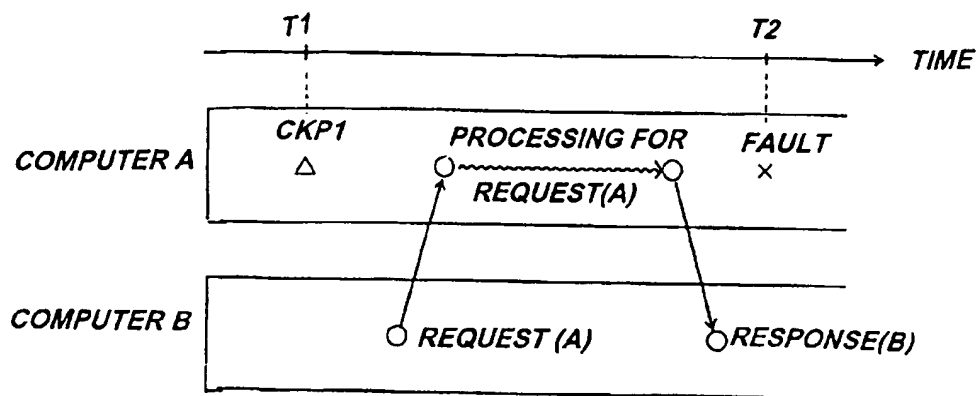 T1
T2
TIME
CKP1
PROCESSING FOR
FAULT
COMPUTER A
REQUEST(A)
COMPUTER B
REQUEST (A)
RESPONSE(B)